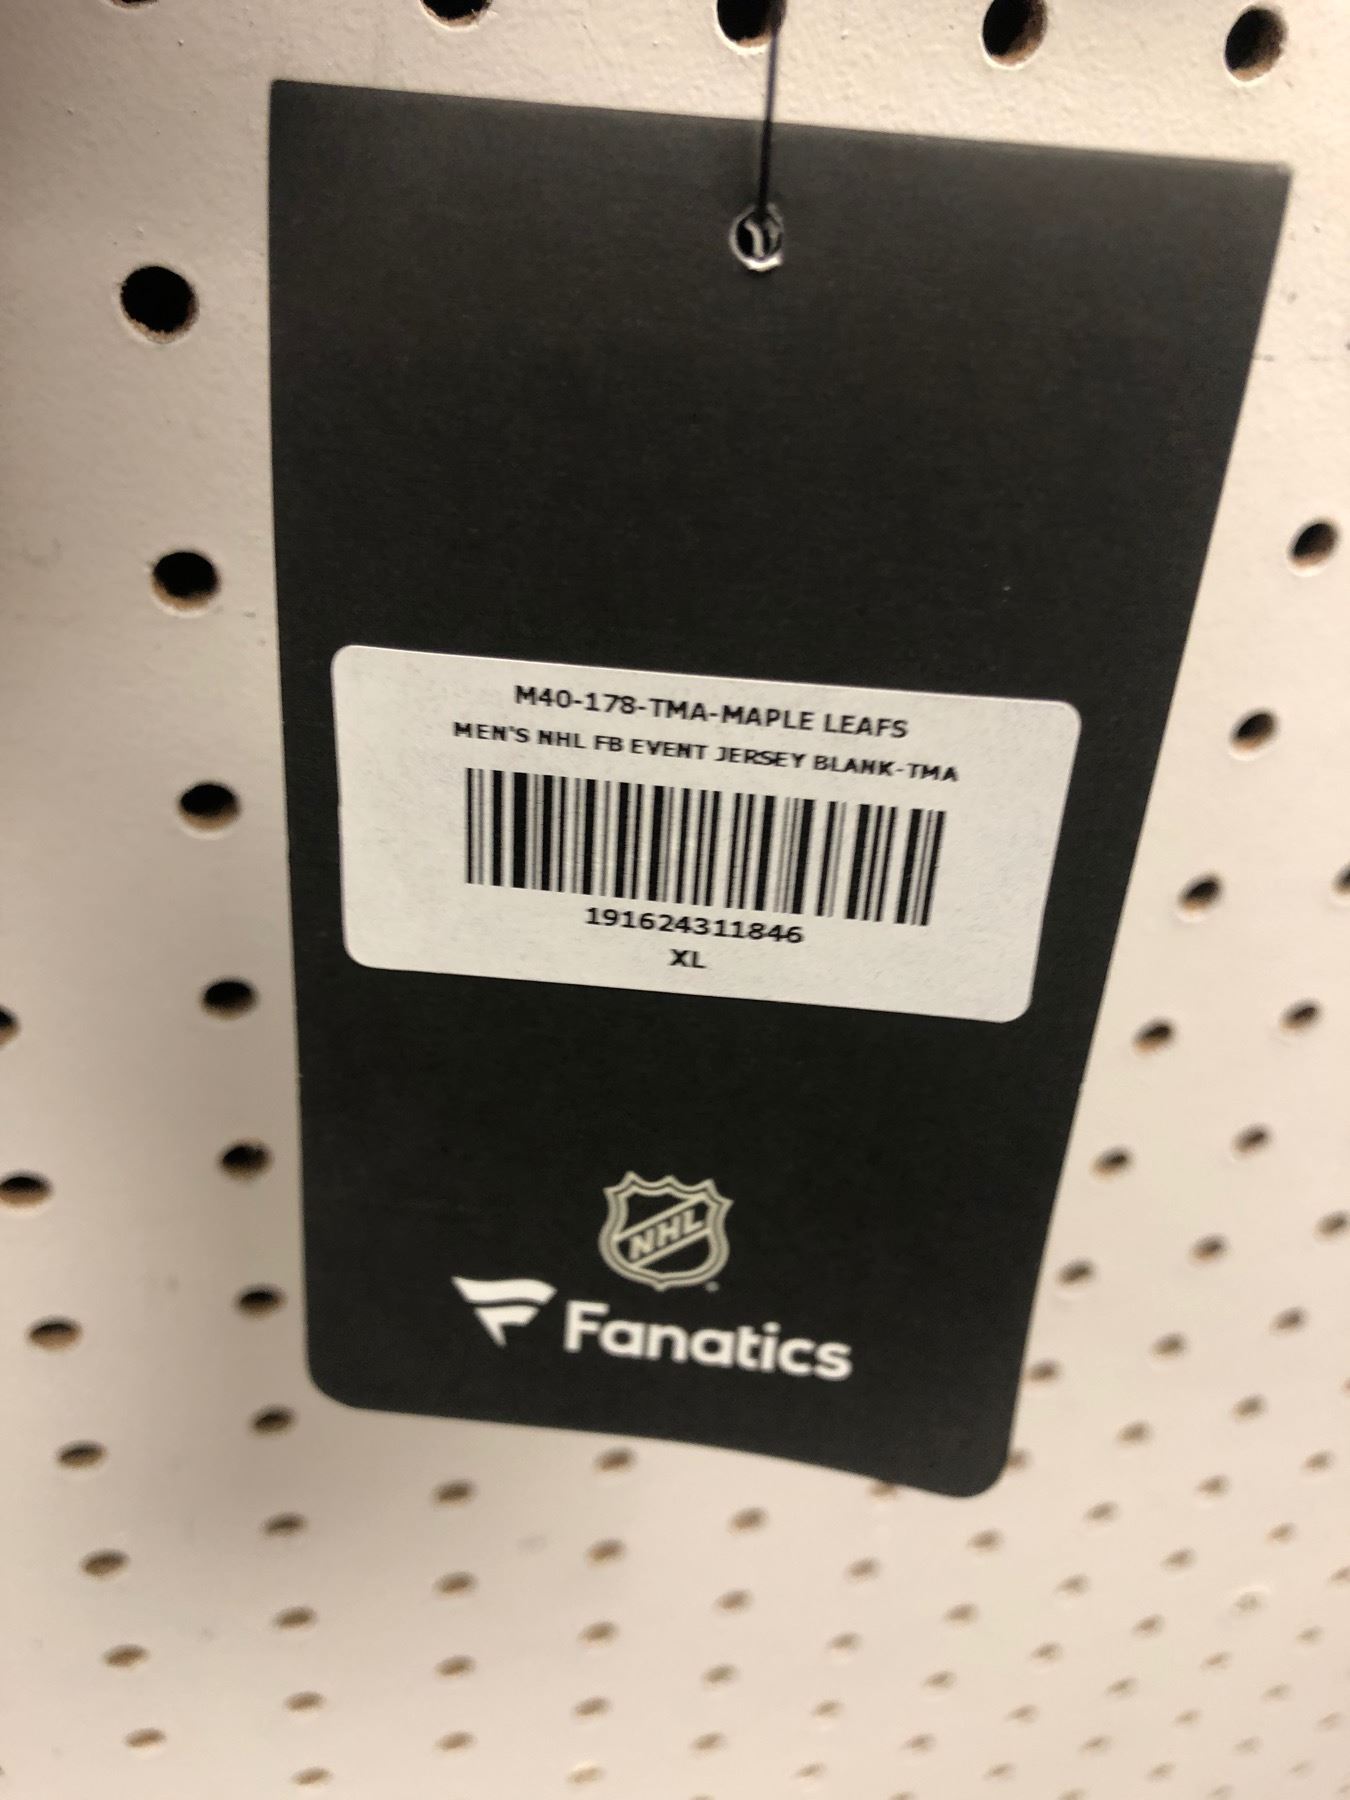 M40-178-TMA-MAPLE LEAFS
MEN'S NHL FB EVENT JERSEY BLANK-TMA
191624311846
XL
NHL
Fanatics